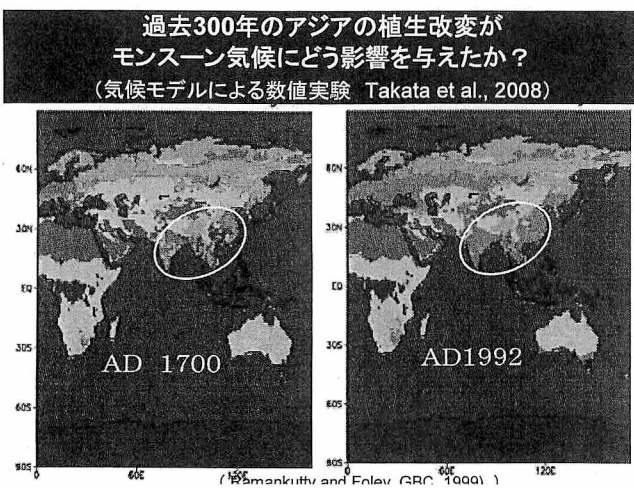 過去300年のアジアの植生改変が
モンスーン気候にどう影響を与えたか？
（気候モデルによる数値実験 Takata et al., 2008）
60N
30N
EQ
30S
60S
90S
60E
120E
AD 1700
60N
30N
EQ
30S
60S
90S
60E
120E
AD1992
( Ramankutty and Foley, GBC, 1999) )